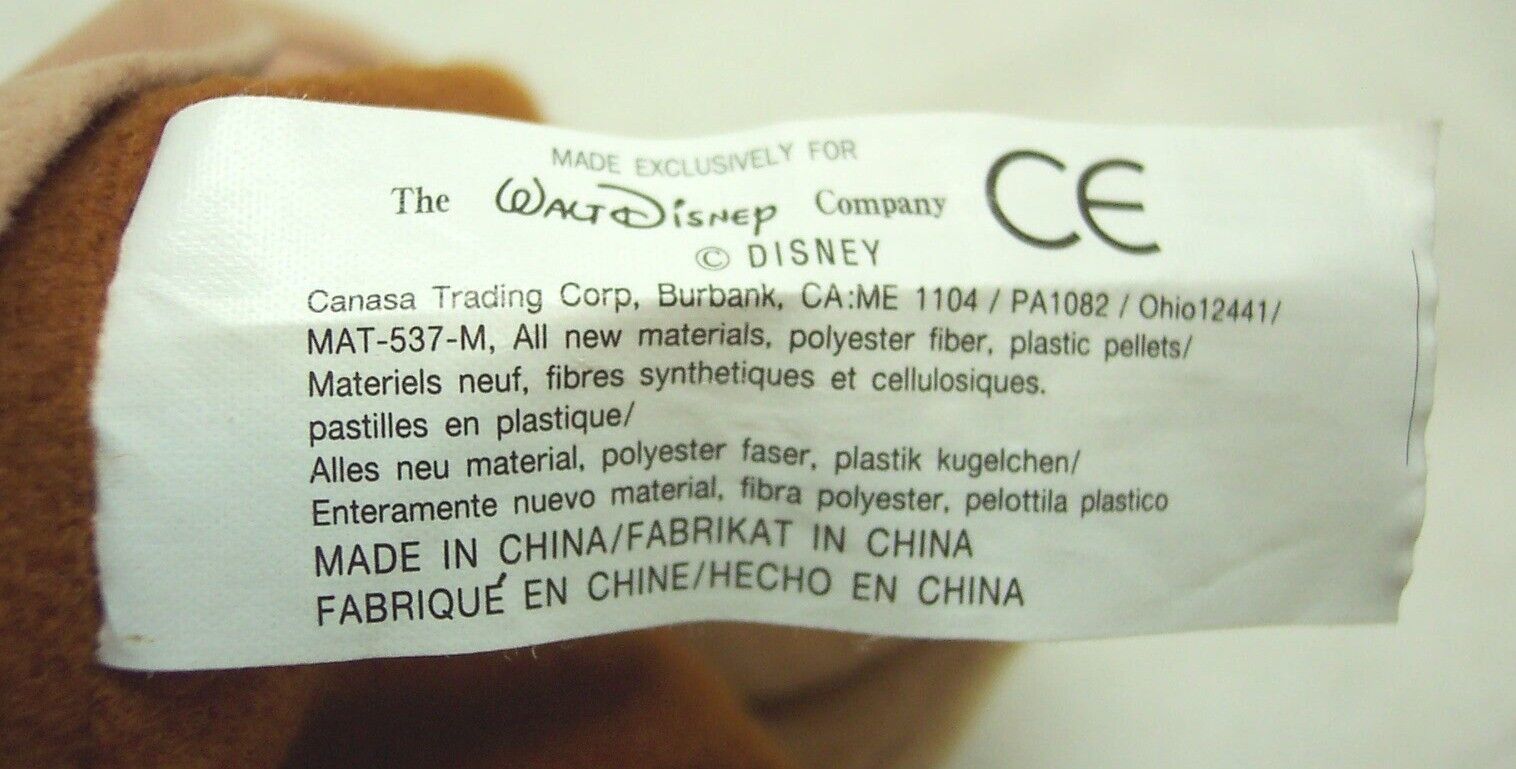 MADE EXCLUSIVELY FOR
The WALT DISNEY Company CE
© DISNEY
Canasa Trading Corp, Burbank, CA:ME 1104 / PA1082 / Ohio12441/
MAT-537-M, All new materials, polyester fiber, plastic pellets/
Materiels neuf, fibres synthetiques et cellulosiques.
pastilles en plastique/
Alles neu material, polyester faser, plastik kugelchen/
Enteramente nuevo material, fibra polyester, pelottila plastico
MADE IN CHINA/FABRIKAT IN CHINA
FABRIQUÉ EN CHINE/HECHO EN CHINA